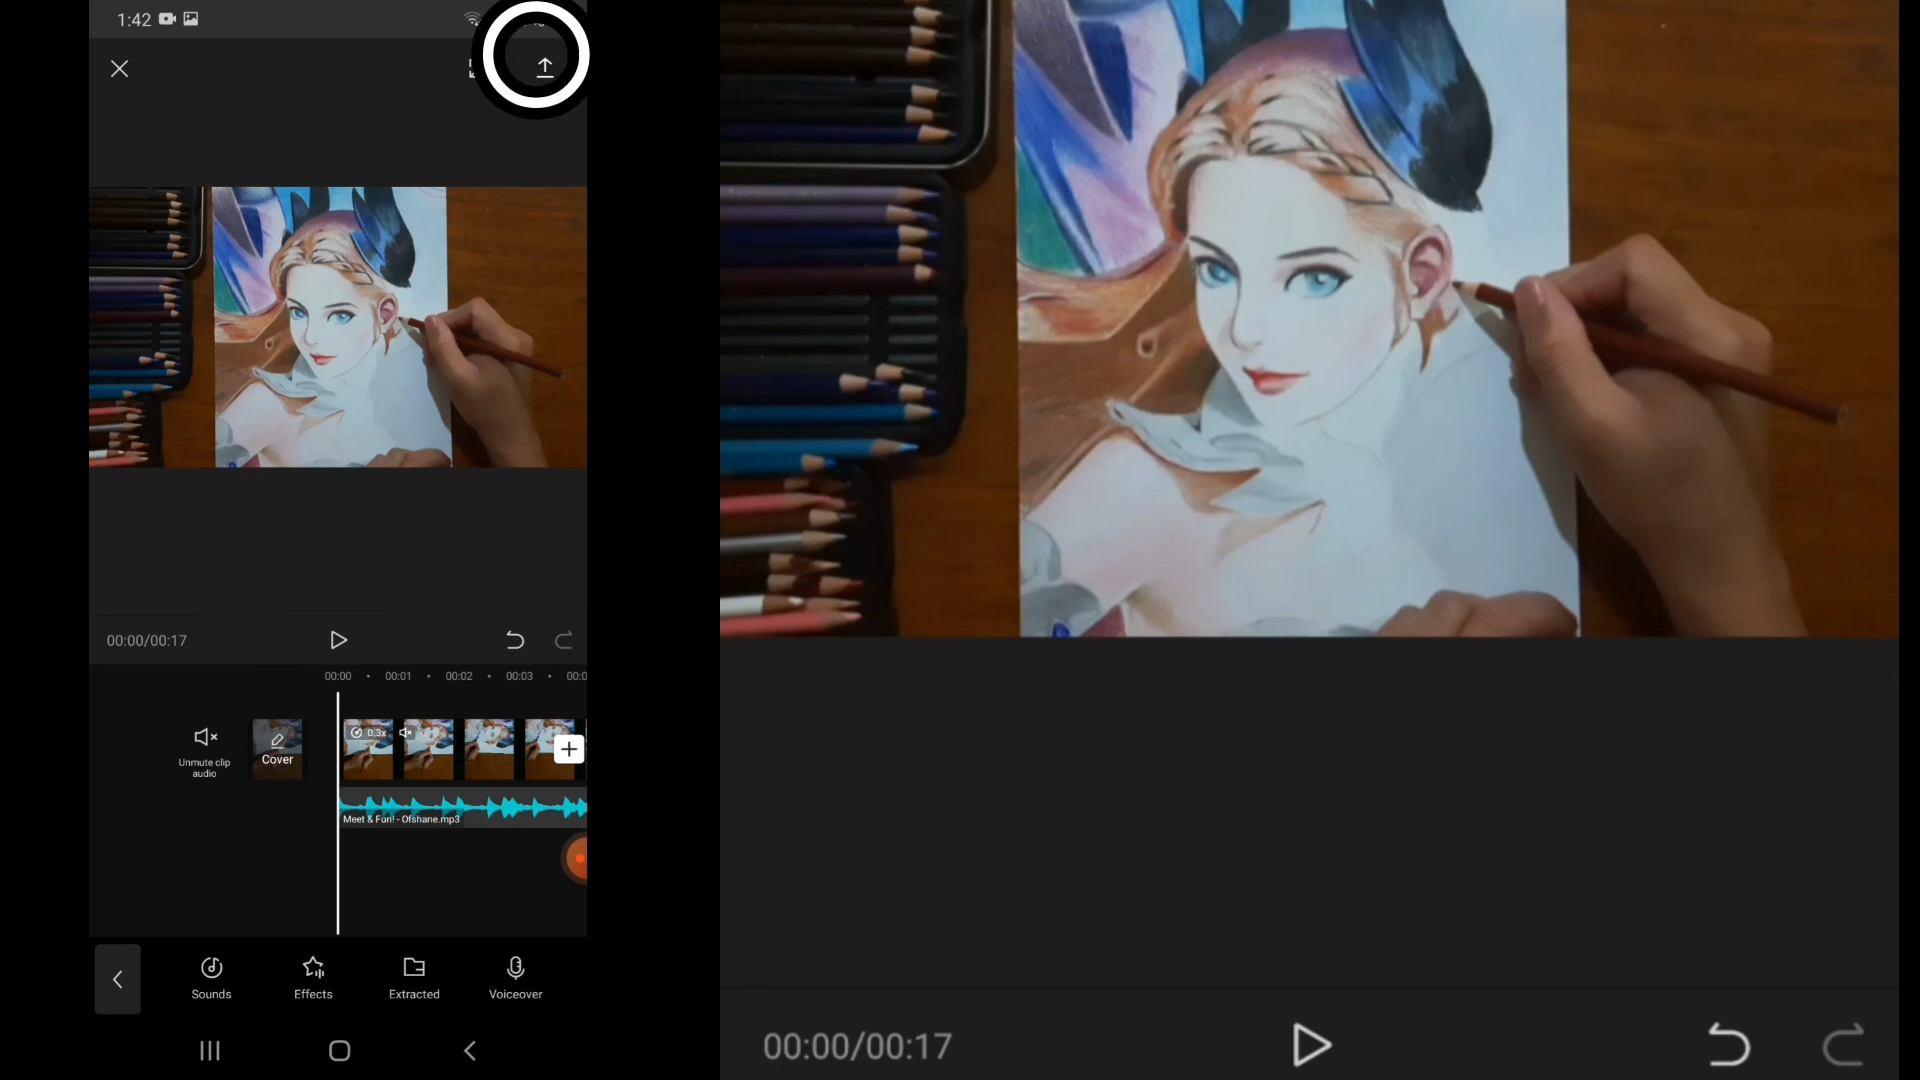 1:42
00:00/00:17
00:00 • 00:01 • 00:02 • 00:03 •
0.3x
Unmute clip
audio
Cover
Meet & Fun! - Ofshane.mp3
Sounds
Effects
Extracted
Voiceover
00:00/00:17